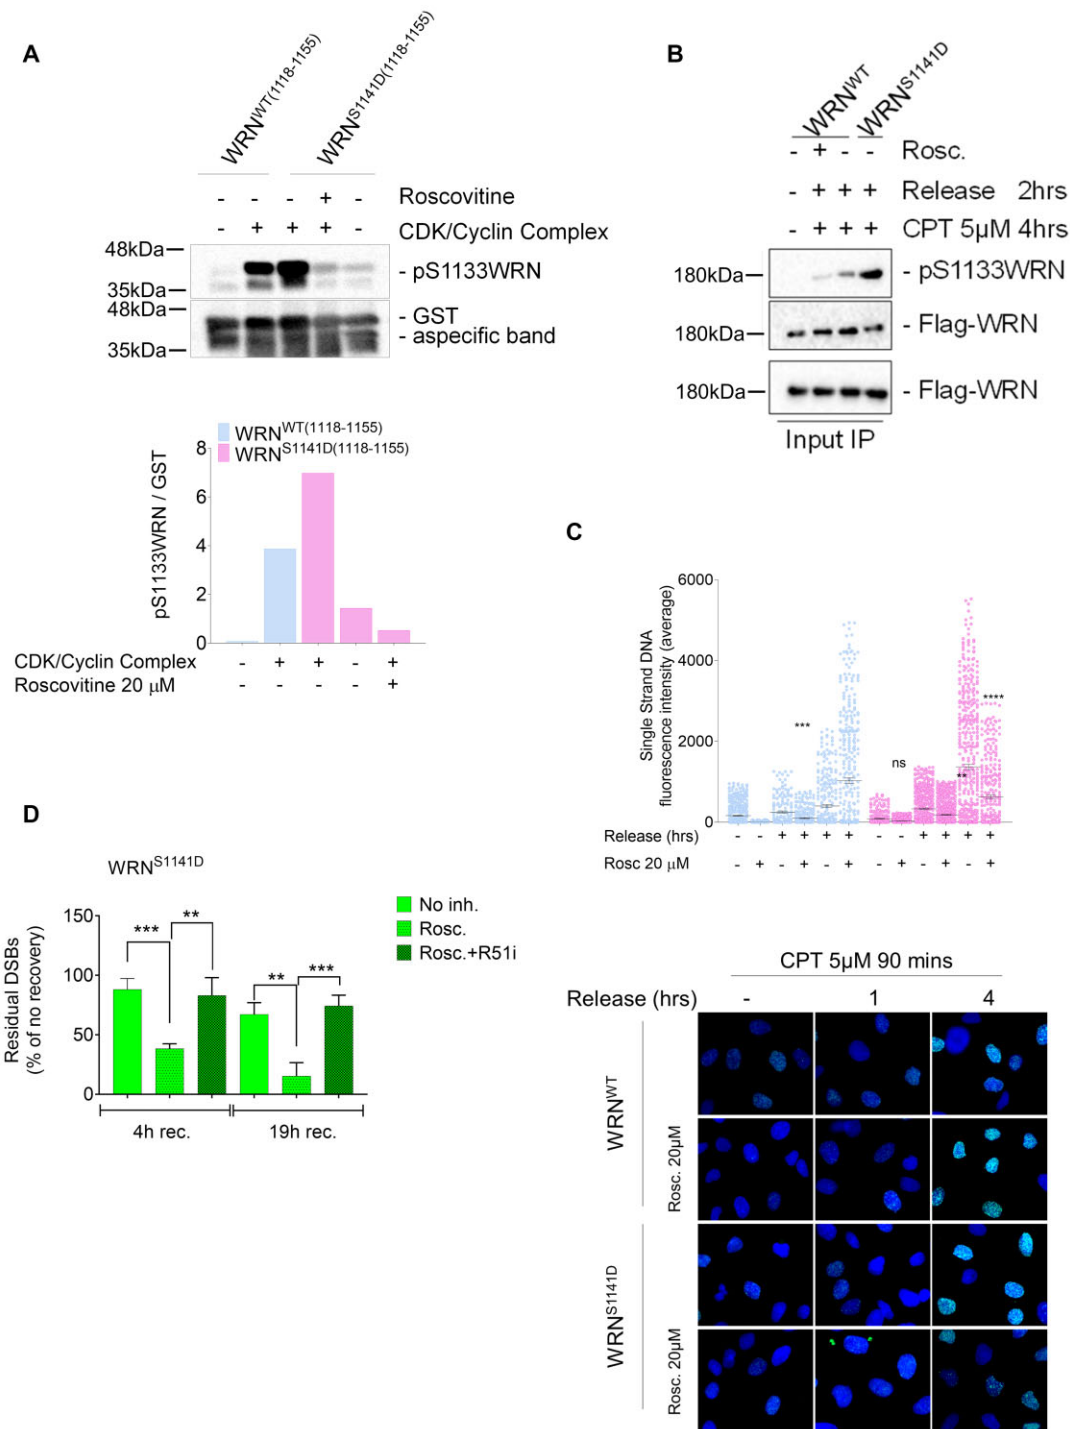 A
WRN^WT(1118-1155)
WRN^S1141D(1118-1155)
- - - + - Roscovitine
- + + + - CDK/Cyclin Complex
48kDa
- pS1133WRN
35kDa
48kDa
- GST
- aspecific band
35kDa
WRN^WT(1118-1155)
WRN^S1141D(1118-1155)
pS1133WRN / GST
8
6
4
2
0
CDK/Cyclin Complex - + + - +
Roscovitine 20 µM - - - - +
B
WRN^WT
WRN^S1141D
- + - - Rosc.
- + + + Release 2hrs
- + + + CPT 5µM 4hrs
180kDa - pS1133WRN
180kDa - Flag-WRN
180kDa - Flag-WRN
Input IP
C
Single Strand DNA
fluorescence intensity (average)
6000
4000
2000
0
***
ns
**
****
Release (hrs) - - + + + + - - + + + +
Rosc 20 µM - + - + - + - + - + - +
CPT 5µM 90 mins
Release (hrs) - 1 4
WRN^WT
Rosc. 20µM
WRN^S1141D
Rosc. 20µM
D
WRN^S1141D
Residual DSBs
(% of no recovery)
150
100
50
0
*** ** ** ***
No inh.
Rosc.
Rosc.+R51i
4h rec. 19h rec.